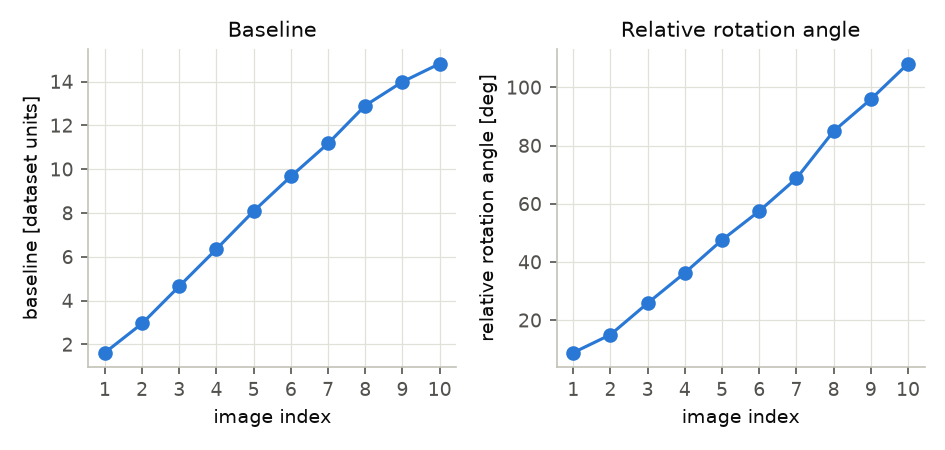 Baseline
baseline [dataset units]
14
12
10
8
6
4
2
1 2 3 4 5 6 7 8 9 10
image index
Relative rotation angle
relative rotation angle [deg]
100
80
60
40
20
1 2 3 4 5 6 7 8 9 10
image index